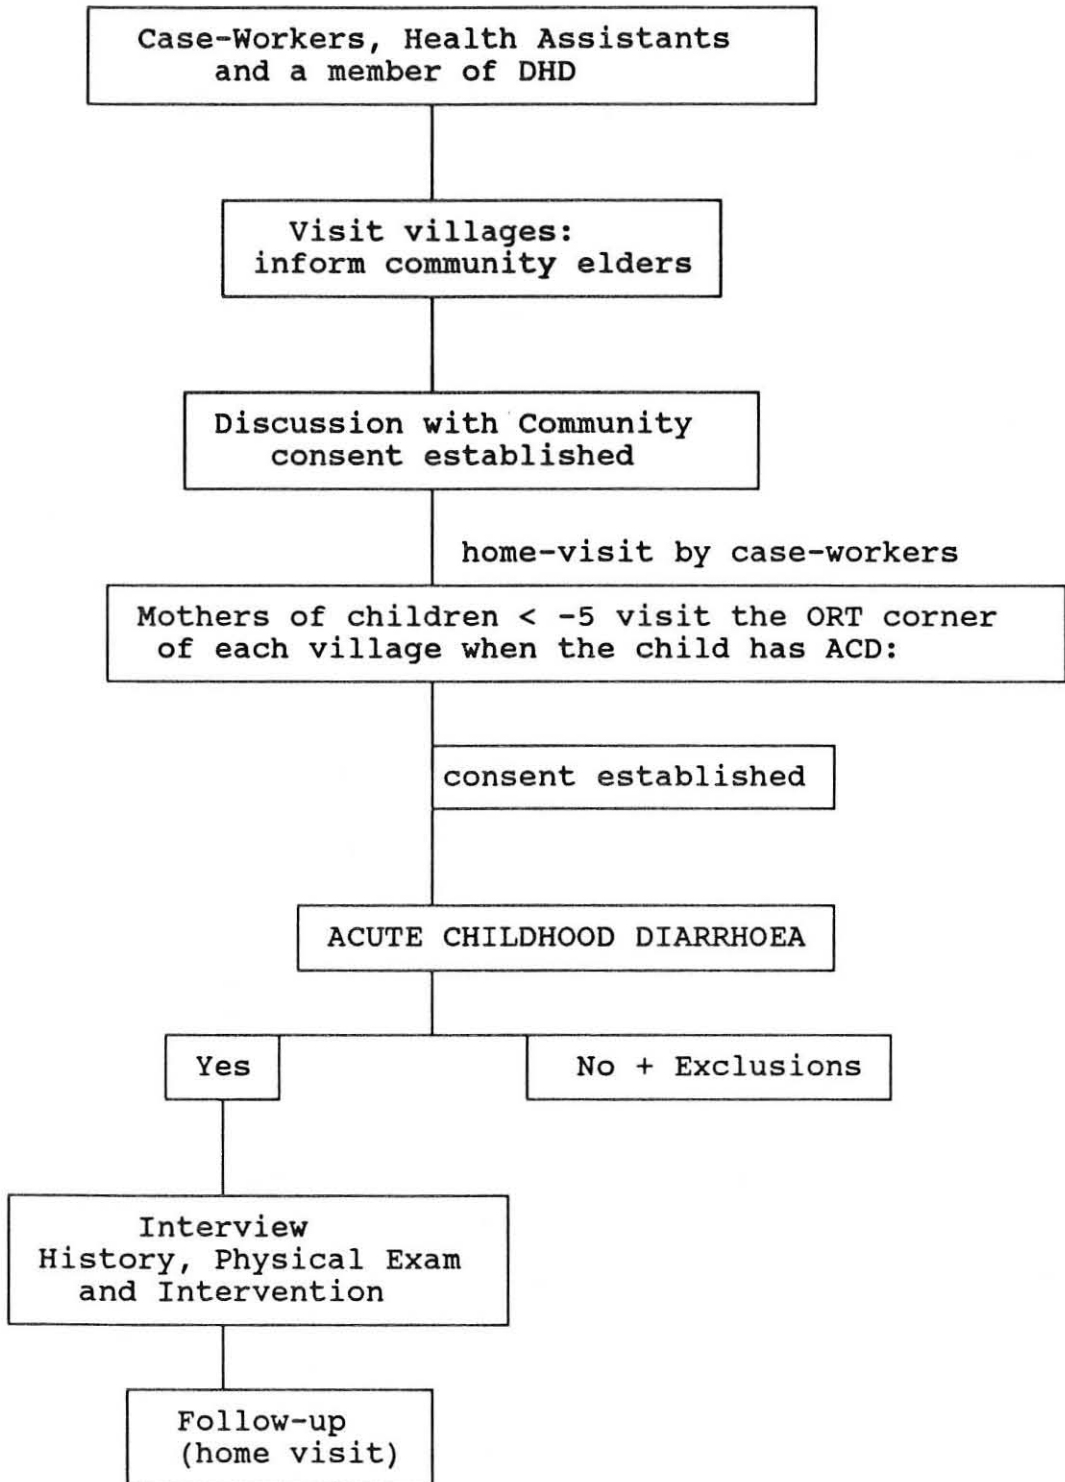 Case-Workers, Health Assistants
and a member of DHD
Visit villages:
inform community elders
Discussion with Community
consent established
home-visit by case-workers
Mothers of children < -5 visit the ORT corner
of each village when the child has ACD:
consent established
ACUTE CHILDHOOD DIARRHOEA
Yes
No + Exclusions
Interview
History, Physical Exam
and Intervention
Follow-up
(home visit)